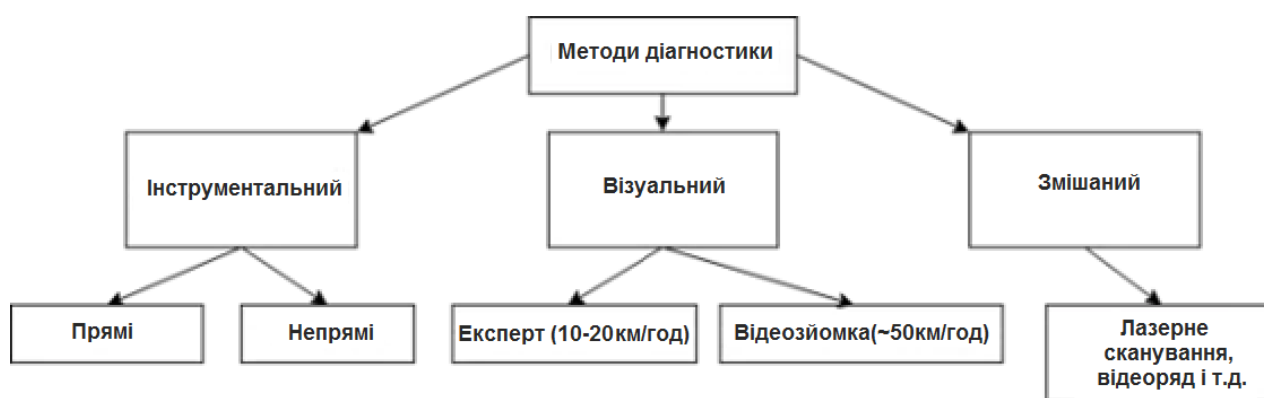 Методи діагностики
Інструментальний
Візуальний
Змішаний
Прямі
Непрямі
Експерт (10-20км/год)
Відеозйомка(~50км/год)
Лазерне
сканування,
відеоряд і т.д.